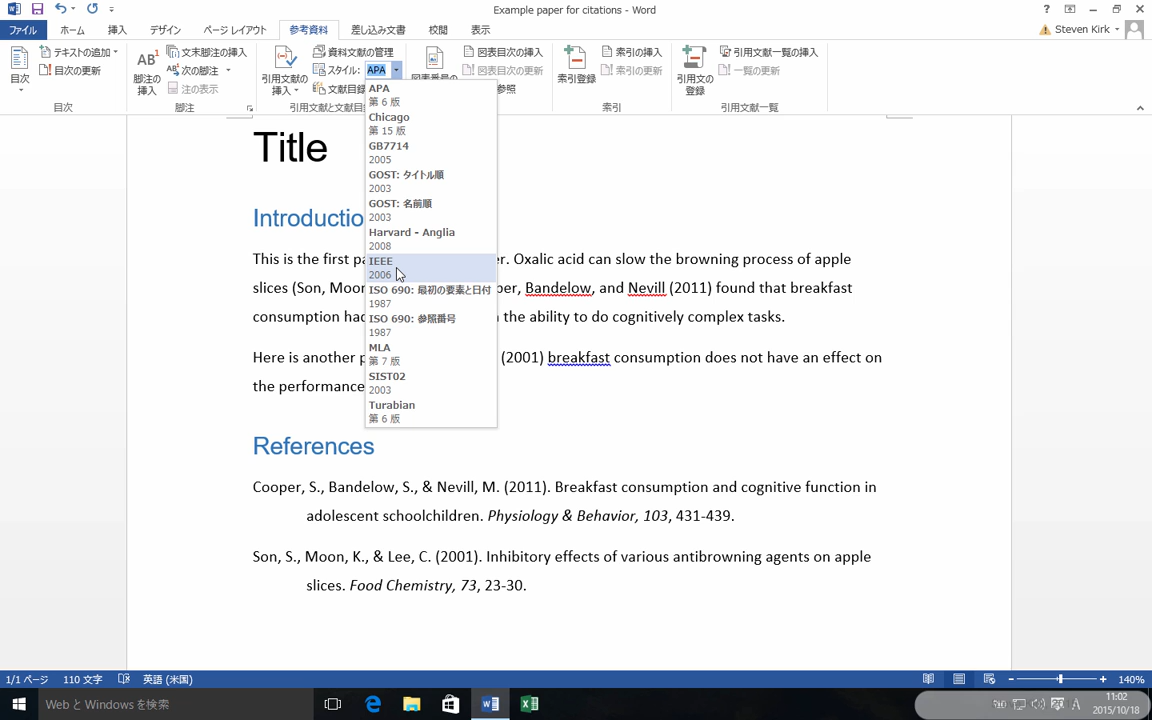 Example paper for citations - Word
ファイル ホーム 挿入 デザイン ページ レイアウト 参考資料 差し込み文書 校閲 表示
Steven Kirk
目次
テキストの追加
目次の更新
目次
AB¹
脚注の
挿入
文末脚注の挿入
次の脚注
注の表示
脚注
引用文献の
挿入
資料文献の管理
スタイル: APA
文献目録
引用文献と文献目録
図表番号の
図表目次の挿入
図表目次の更新
参照
索引登録
索引の挿入
索引の更新
索引
引用文の
登録
引用文献一覧の挿入
一覧の更新
引用文献一覧
APA
第 6 版
Chicago
第 15 版
GB7714
2005
GOST: タイトル順
2003
GOST: 名前順
2003
Harvard - Anglia
2008
IEEE
2006
ISO 690: 最初の要素と日付
1987
ISO 690: 参照番号
1987
MLA
第 7 版
SIST02
2003
Turabian
第 6 版
Title
Introductio
This is the first pa r. Oxalic acid can slow the browning process of apple
slices (Son, Moor per, Bandelow, and Nevill (2011) found that breakfast
consumption had the ability to do cognitively complex tasks.
Here is another p (2001) breakfast consumption does not have an effect on
the performance
References
Cooper, S., Bandelow, S., & Nevill, M. (2011). Breakfast consumption and cognitive function in
adolescent schoolchildren. Physiology & Behavior, 103, 431-439.
Son, S., Moon, K., & Lee, C. (2001). Inhibitory effects of various antibrowning agents on apple
slices. Food Chemistry, 73, 23-30.
1/1 ページ 110 文字 英語 (米国) 140%
Web と Windows を検索
A
11:02
2015/10/18